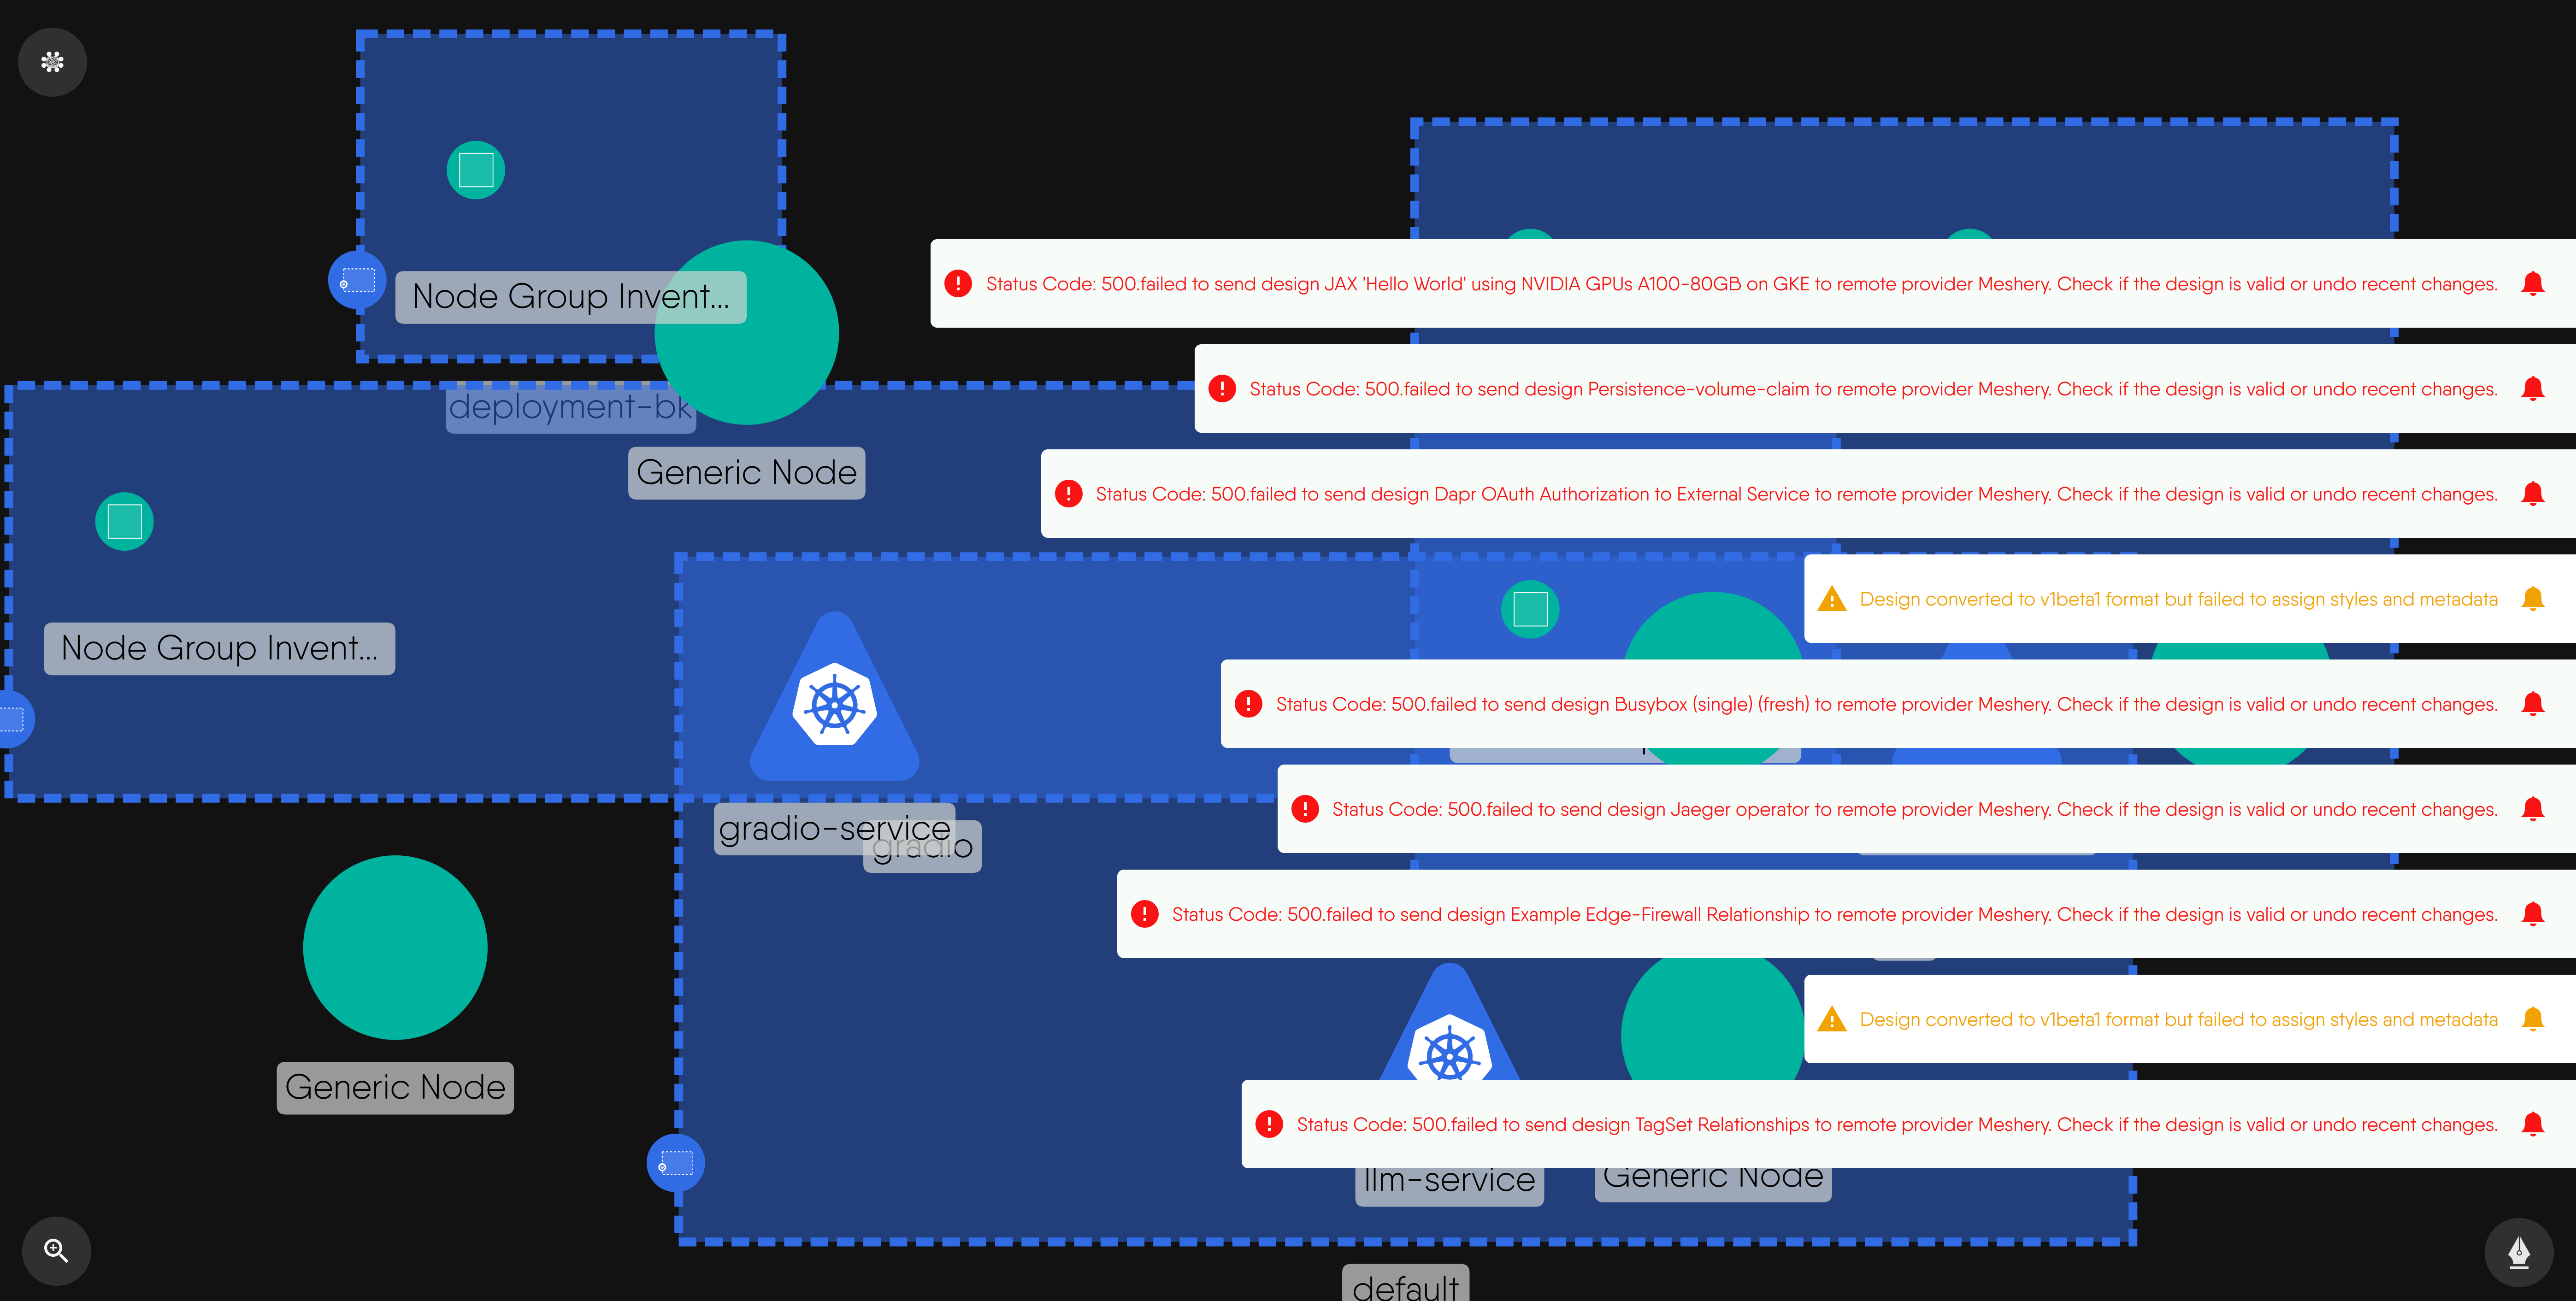 Node Group Invent...
Status Code: 500.failed to send design JAX 'Hello World' using NVIDIA GPUs A100-80GB on GKE to remote provider Meshery. Check if the design is valid or undo recent changes.
Status Code: 500.failed to send design Persistence-volume-claim to remote provider Meshery. Check if the design is valid or undo recent changes.
deployment-bk
Generic Node
Status Code: 500.failed to send design Dapr OAuth Authorization to External Service to remote provider Meshery. Check if the design is valid or undo recent changes.
Design converted to v1beta1 format but failed to assign styles and metadata
Node Group Invent...
Status Code: 500.failed to send design Busybox (single) (fresh) to remote provider Meshery. Check if the design is valid or undo recent changes.
Status Code: 500.failed to send design Jaeger operator to remote provider Meshery. Check if the design is valid or undo recent changes.
gradio-service
gradio
Status Code: 500.failed to send design Example Edge-Firewall Relationship to remote provider Meshery. Check if the design is valid or undo recent changes.
Design converted to v1beta1 format but failed to assign styles and metadata
Generic Node
Status Code: 500.failed to send design TagSet Relationships to remote provider Meshery. Check if the design is valid or undo recent changes.
llm-service
Generic Node
default